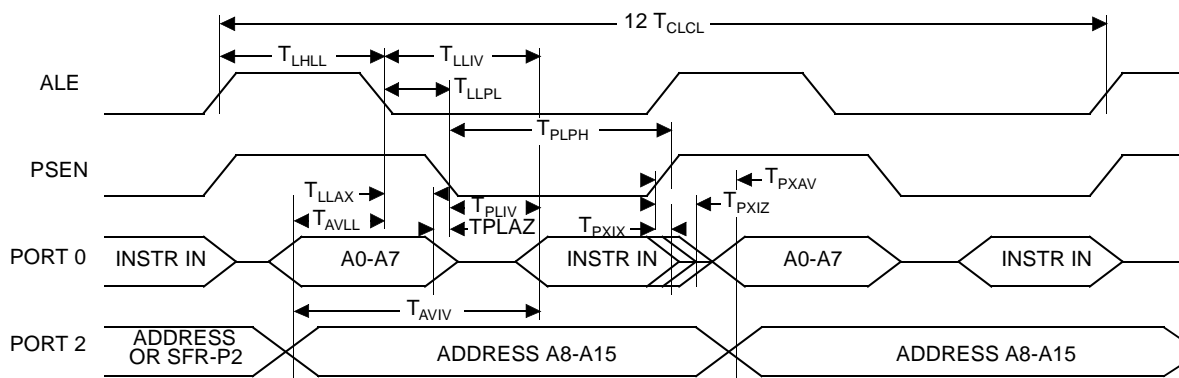 12 TCLCL
TLHLL
TLLIV
ALE
TLLPL
TPLPH
PSEN
TLLAX
TPXAV
TPLIV
TPXIZ
TAVLL
TPLAZ
TPXIX
PORT 0
INSTR IN
A0-A7
INSTR IN
A0-A7
INSTR IN
TAVIV
PORT 2
ADDRESS
OR SFR-P2
ADDRESS A8-A15
ADDRESS A8-A15